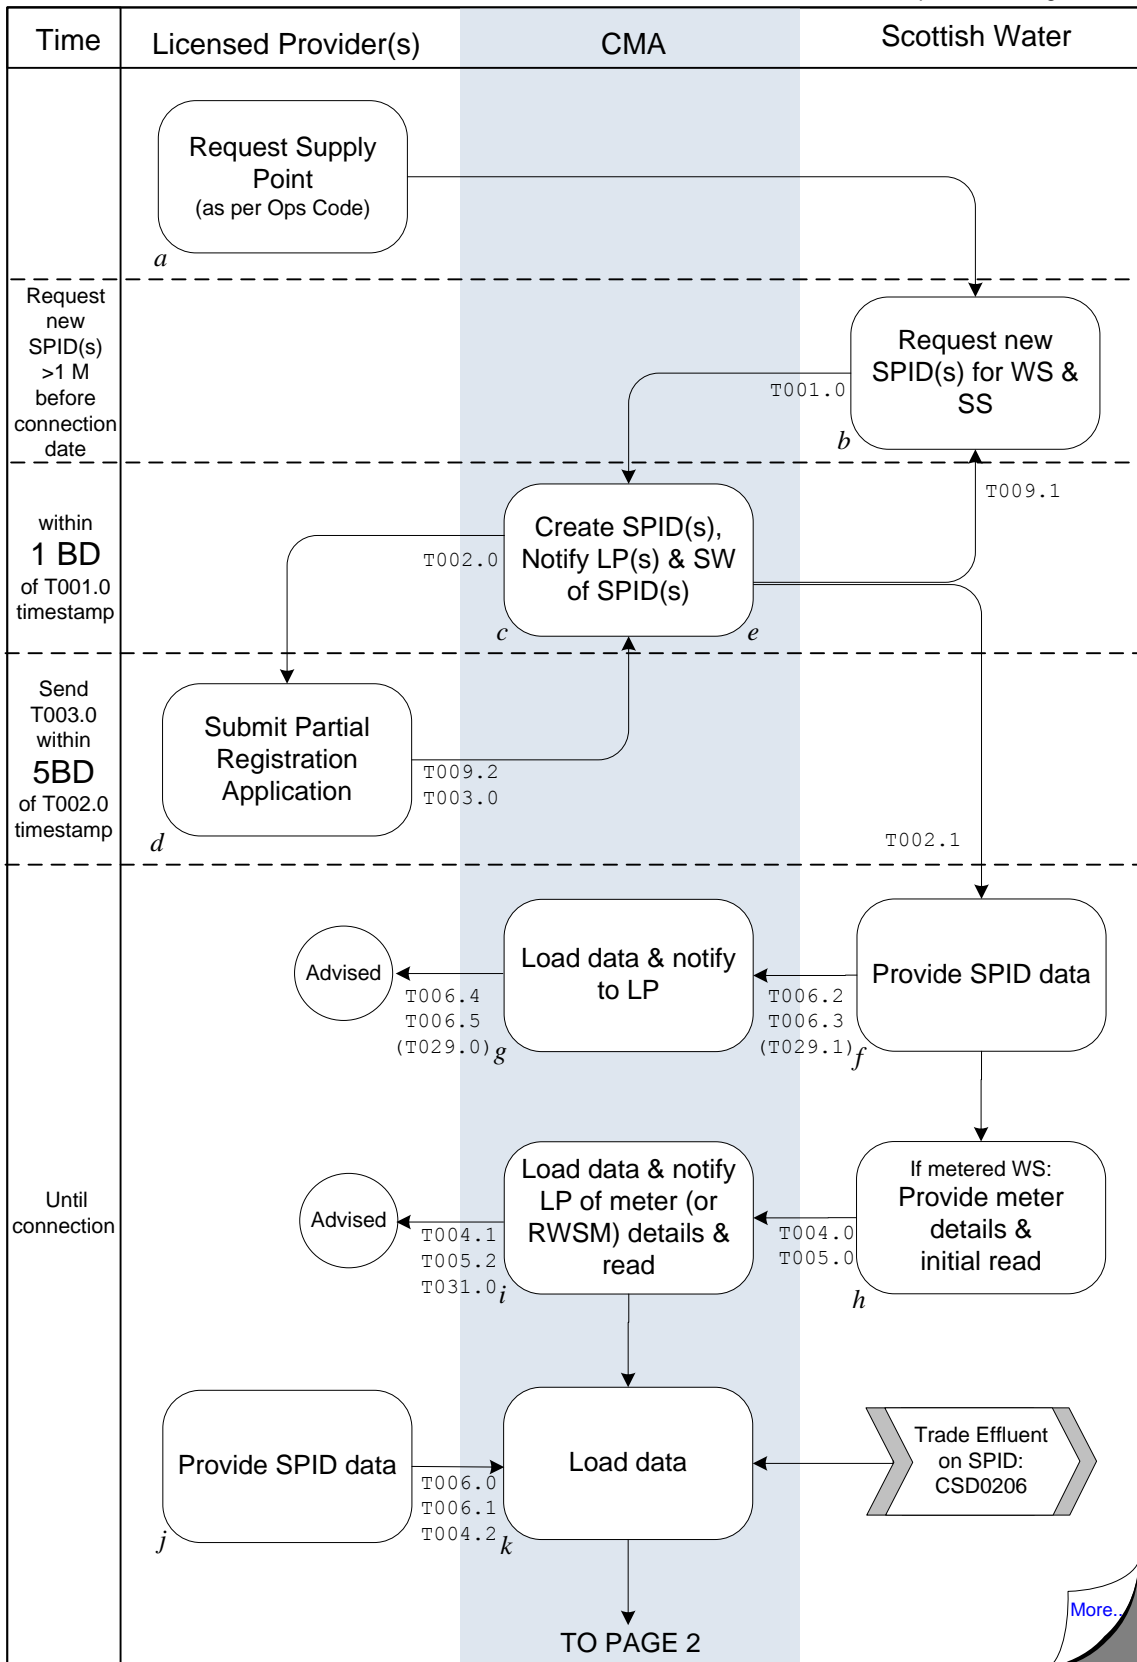 Time
Licensed Provider(s)
CMA
Scottish Water
Request Supply
Point
(as per Ops Code)
a
Request
new
SPID(s)
>1 M
before
connection
date
Request new
SPID(s) for WS &
SS
b
T001.0
T009.1
within
1 BD
of T001.0
timestamp
Create SPID(s),
Notify LP(s) & SW
of SPID(s)
T002.0
c
e
Send
T003.0
within
5BD
of T002.0
timestamp
Submit Partial
Registration
Application
d
T009.2
T003.0
T002.1
Until
connection
Advised
T006.4
T006.5
(T029.0)
g
Load data & notify
to LP
T006.2
T006.3
(T029.1)
f
Provide SPID data
Advised
T004.1
T005.2
T031.0
i
Load data & notify
LP of meter (or
RWSM) details &
read
T004.0
T005.0
h
If metered WS:
Provide meter
details &
initial read
Provide SPID data
j
T006.0
T006.1
T004.2
k
Load data
Trade Effluent
on SPID:
CSD0206
TO PAGE 2
More..